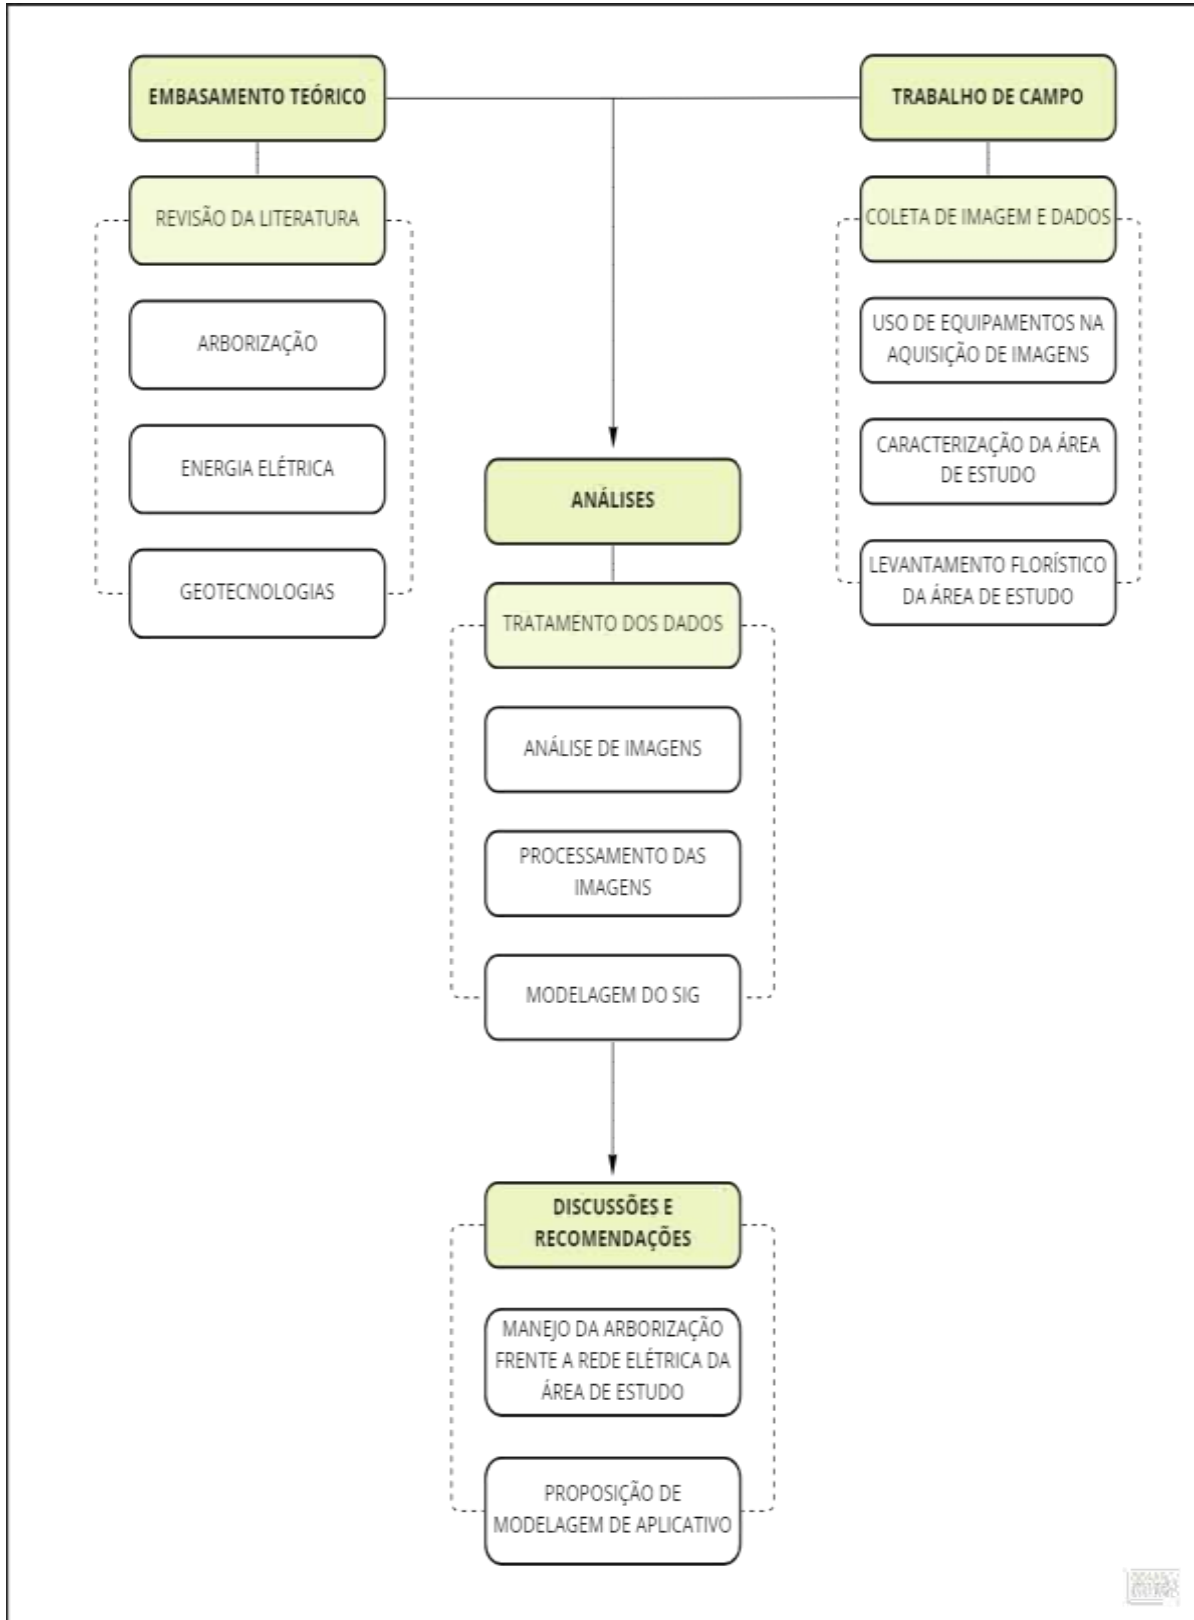 EMBASAMENTO TEÓRICO
REVISÃO DA LITERATURA
ARBORIZAÇÃO
ENERGIA ELÉTRICA
GEOTECNOLOGIAS
TRABALHO DE CAMPO
COLETA DE IMAGEM E DADOS
USO DE EQUIPAMENTOS NA
AQUISIÇÃO DE IMAGENS
CARACTERIZAÇÃO DA ÁREA
DE ESTUDO
LEVANTAMENTO FLORÍSTICO
DA ÁREA DE ESTUDO
ANÁLISES
TRATAMENTO DOS DADOS
ANÁLISE DE IMAGENS
PROCESSAMENTO DAS
IMAGENS
MODELAGEM DO SIG
DISCUSSÕES E
RECOMENDAÇÕES
MANEJO DA ARBORIZAÇÃO
FRENTE A REDE ELÉTRICA DA
ÁREA DE ESTUDO
PROPOSIÇÃO DE
MODELAGEM DE APLICATIVO